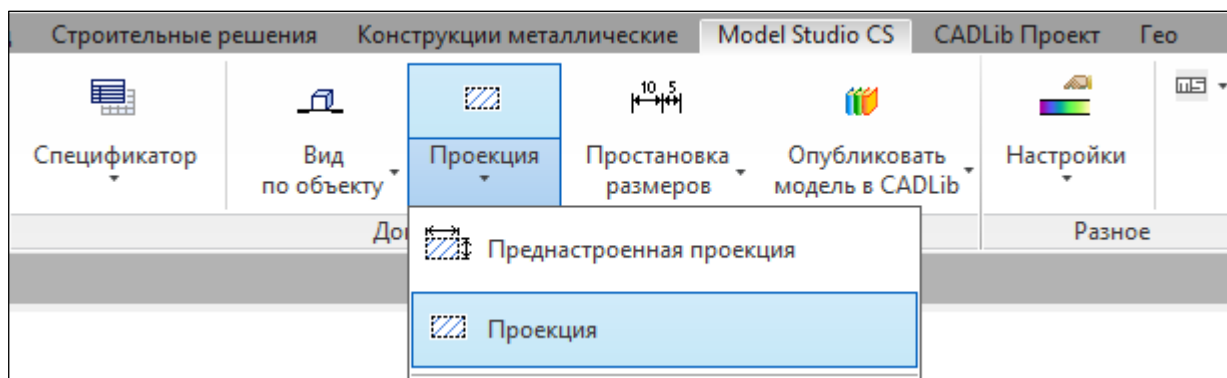 Строительные решения Конструкции металлические Model Studio CS CADLib Проект Гео
10 5
Спецификатор Вид Проекция Простановка Опубликовать Настройки
по объекту размеров модель в CADLib
Разное
Преднастроенная проекция
Проекция